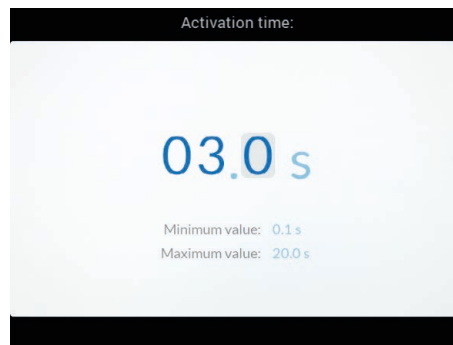 Activation time:
03.0 s
Minimum value: 0.1 s
Maximum value: 20.0 s